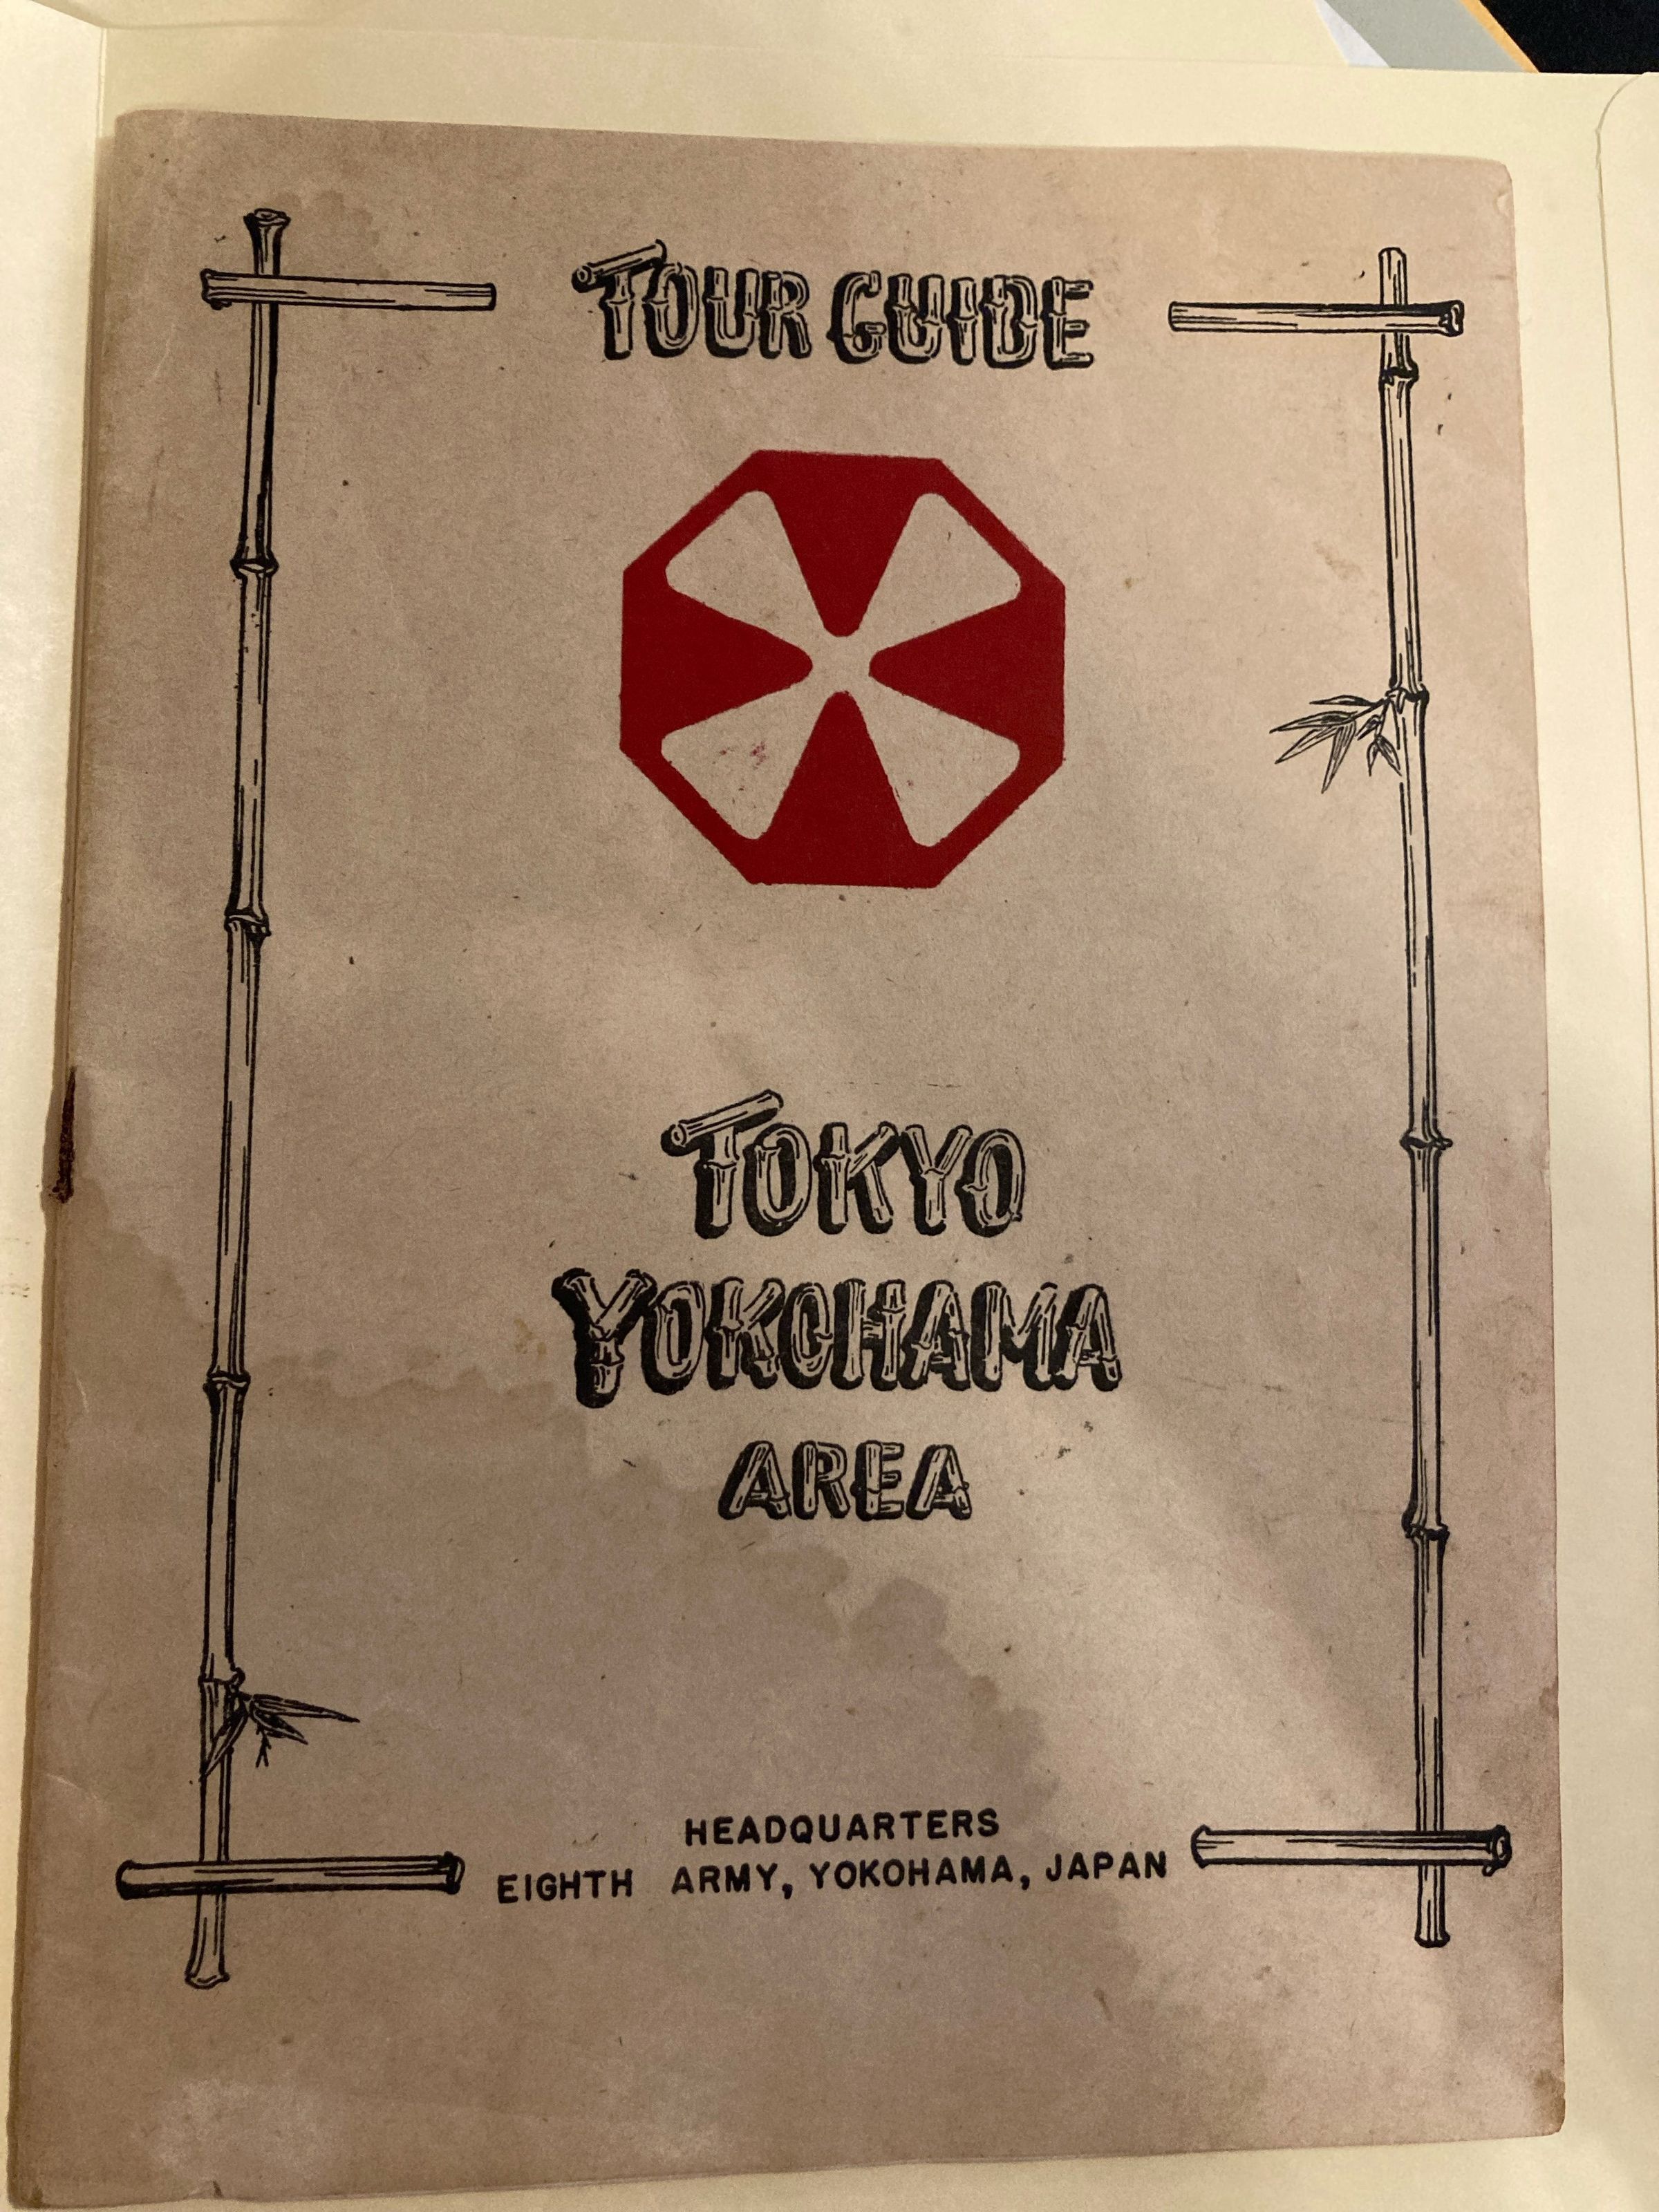 TOUR GUIDE
TOKYO
YOKOHAMA
AREA
HEADQUARTERS
EIGHTH ARMY, YOKOHAMA, JAPAN